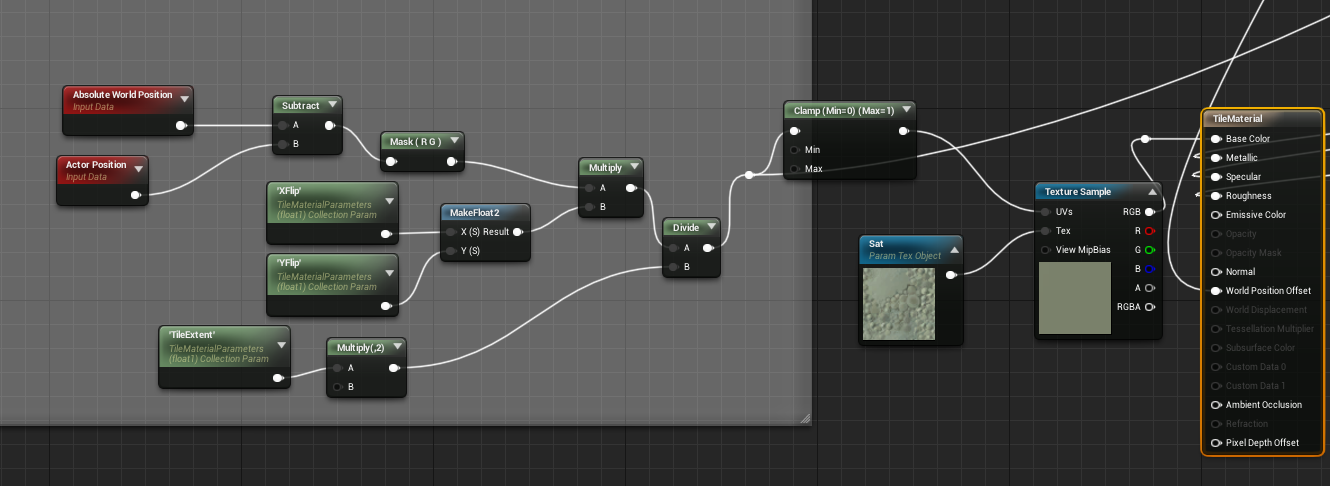 Absolute World Position
Input Data
Actor Position
Input Data
Subtract
A
B
Mask ( R G )
'XFlip'
TileMaterialParameters
(float1) Collection Param
'YFlip'
TileMaterialParameters
(float1) Collection Param
'TileExtent'
TileMaterialParameters
(float1) Collection Param
MakeFloat2
X (S) Result
Y (S)
Multiply(,2)
A
B
Multiply
A
B
Divide
A
B
Clamp (Min=0) (Max=1)
Min
Max
Sat
Param Tex Object
Texture Sample
UVs RGB
Tex R
View MipBias G
B
A
RGBA
TileMaterial
Base Color
Metallic
Specular
Roughness
Emissive Color
Opacity
Opacity Mask
Normal
World Position Offset
World Displacement
Tessellation Multiplier
Subsurface Color
Custom Data 0
Custom Data 1
Ambient Occlusion
Refraction
Pixel Depth Offset